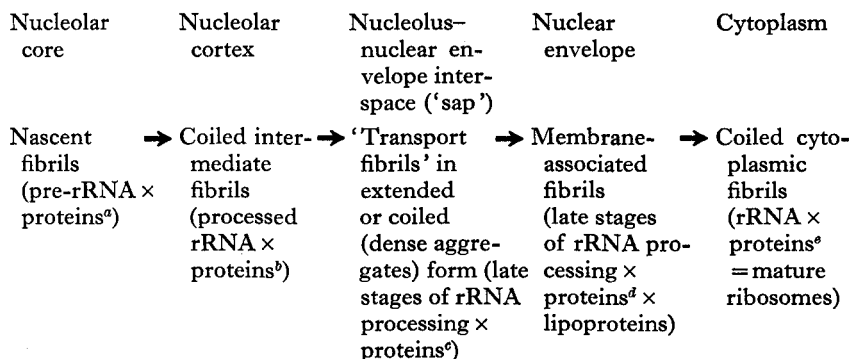 Nucleolar core
Nucleolar cortex
Nucleolus–
nuclear en-
velope inter-
space ('sap')
Nuclear
envelope
Cytoplasm
Nascent
fibrils
(pre-rRNA ×
proteinsᵃ)
→
Coiled inter-
mediate
fibrils
(processed
rRNA ×
proteinsᵇ)
→
'Transport
fibrils' in
extended
or coiled
(dense aggre-
gates) form (late
stages of rRNA
processing ×
proteinsᶜ)
→
Membrane-
associated
fibrils
(late stages
of rRNA pro-
cessing ×
proteinsᵈ ×
lipoproteins)
→
Coiled cyto-
plasmic
fibrils
(rRNA ×
proteinsᵉ
=mature
ribosomes)